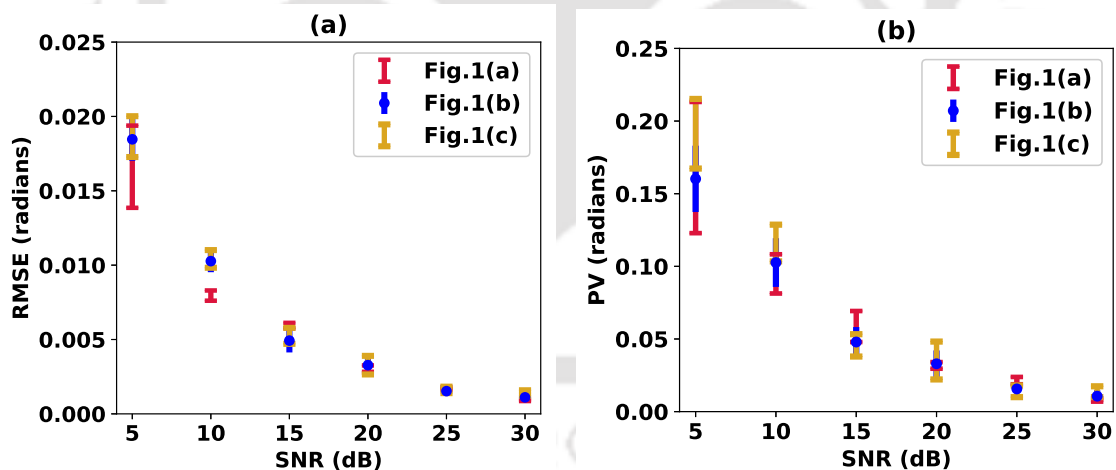 (a)
0.025
0.020
0.015
0.010
0.005
0.000
RMSE (radians)
5 10 15 20 25 30
SNR (dB)
Fig.1(a)
Fig.1(b)
Fig.1(c)
(b)
0.25
0.20
0.15
0.10
0.05
0.00
PV (radians)
5 10 15 20 25 30
SNR (dB)
Fig.1(a)
Fig.1(b)
Fig.1(c)